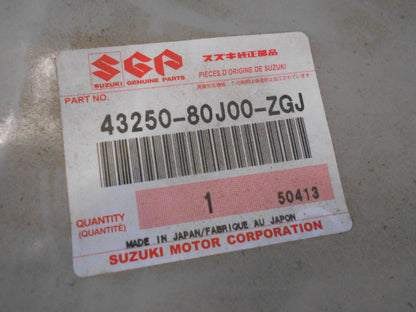 SGP
スズキ純正部品
SUZUKI GENUINE PARTS
PIÈCES D'ORIGINE DE SUZUKI
PART NO.
43250-80J00-ZGJ
1
50413
QUANTITY
(QUANTITÉ)
MADE IN JAPAN/FABRIQUE AU JAPON
SUZUKI MOTOR CORPORATION